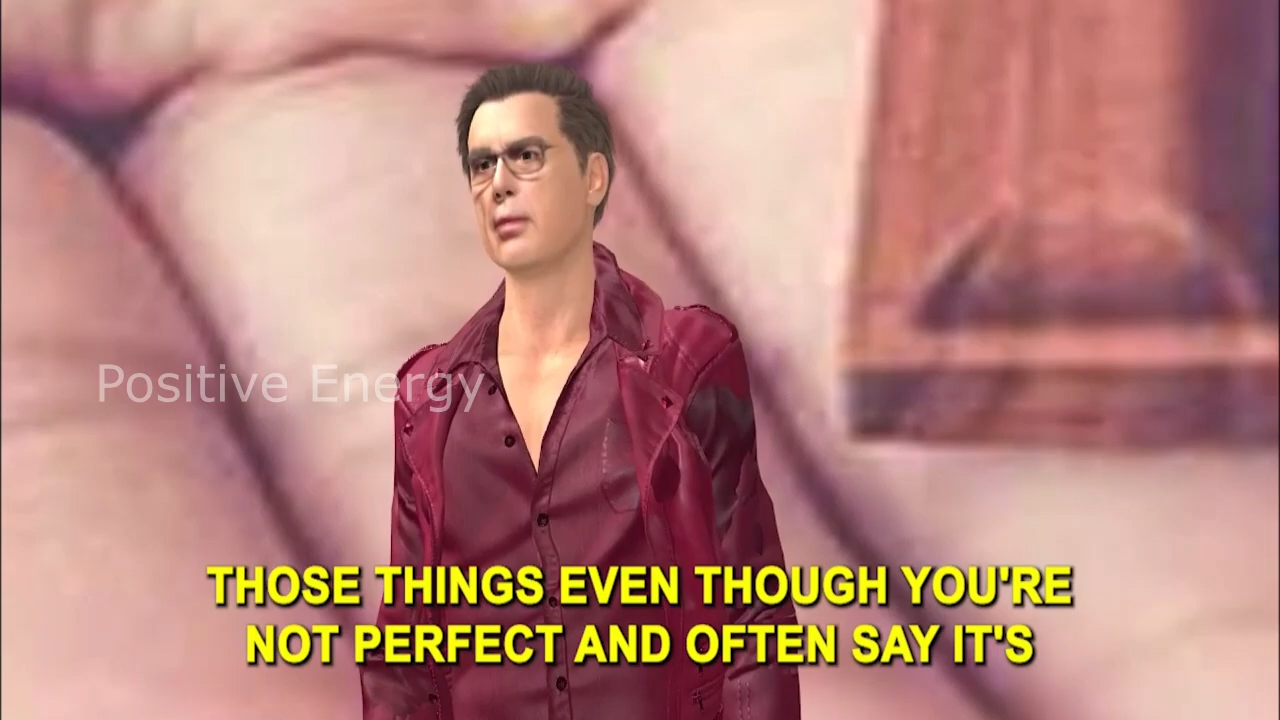 Positive Energy
THOSE THINGS EVEN THOUGH YOU'RE
NOT PERFECT AND OFTEN SAY IT'S